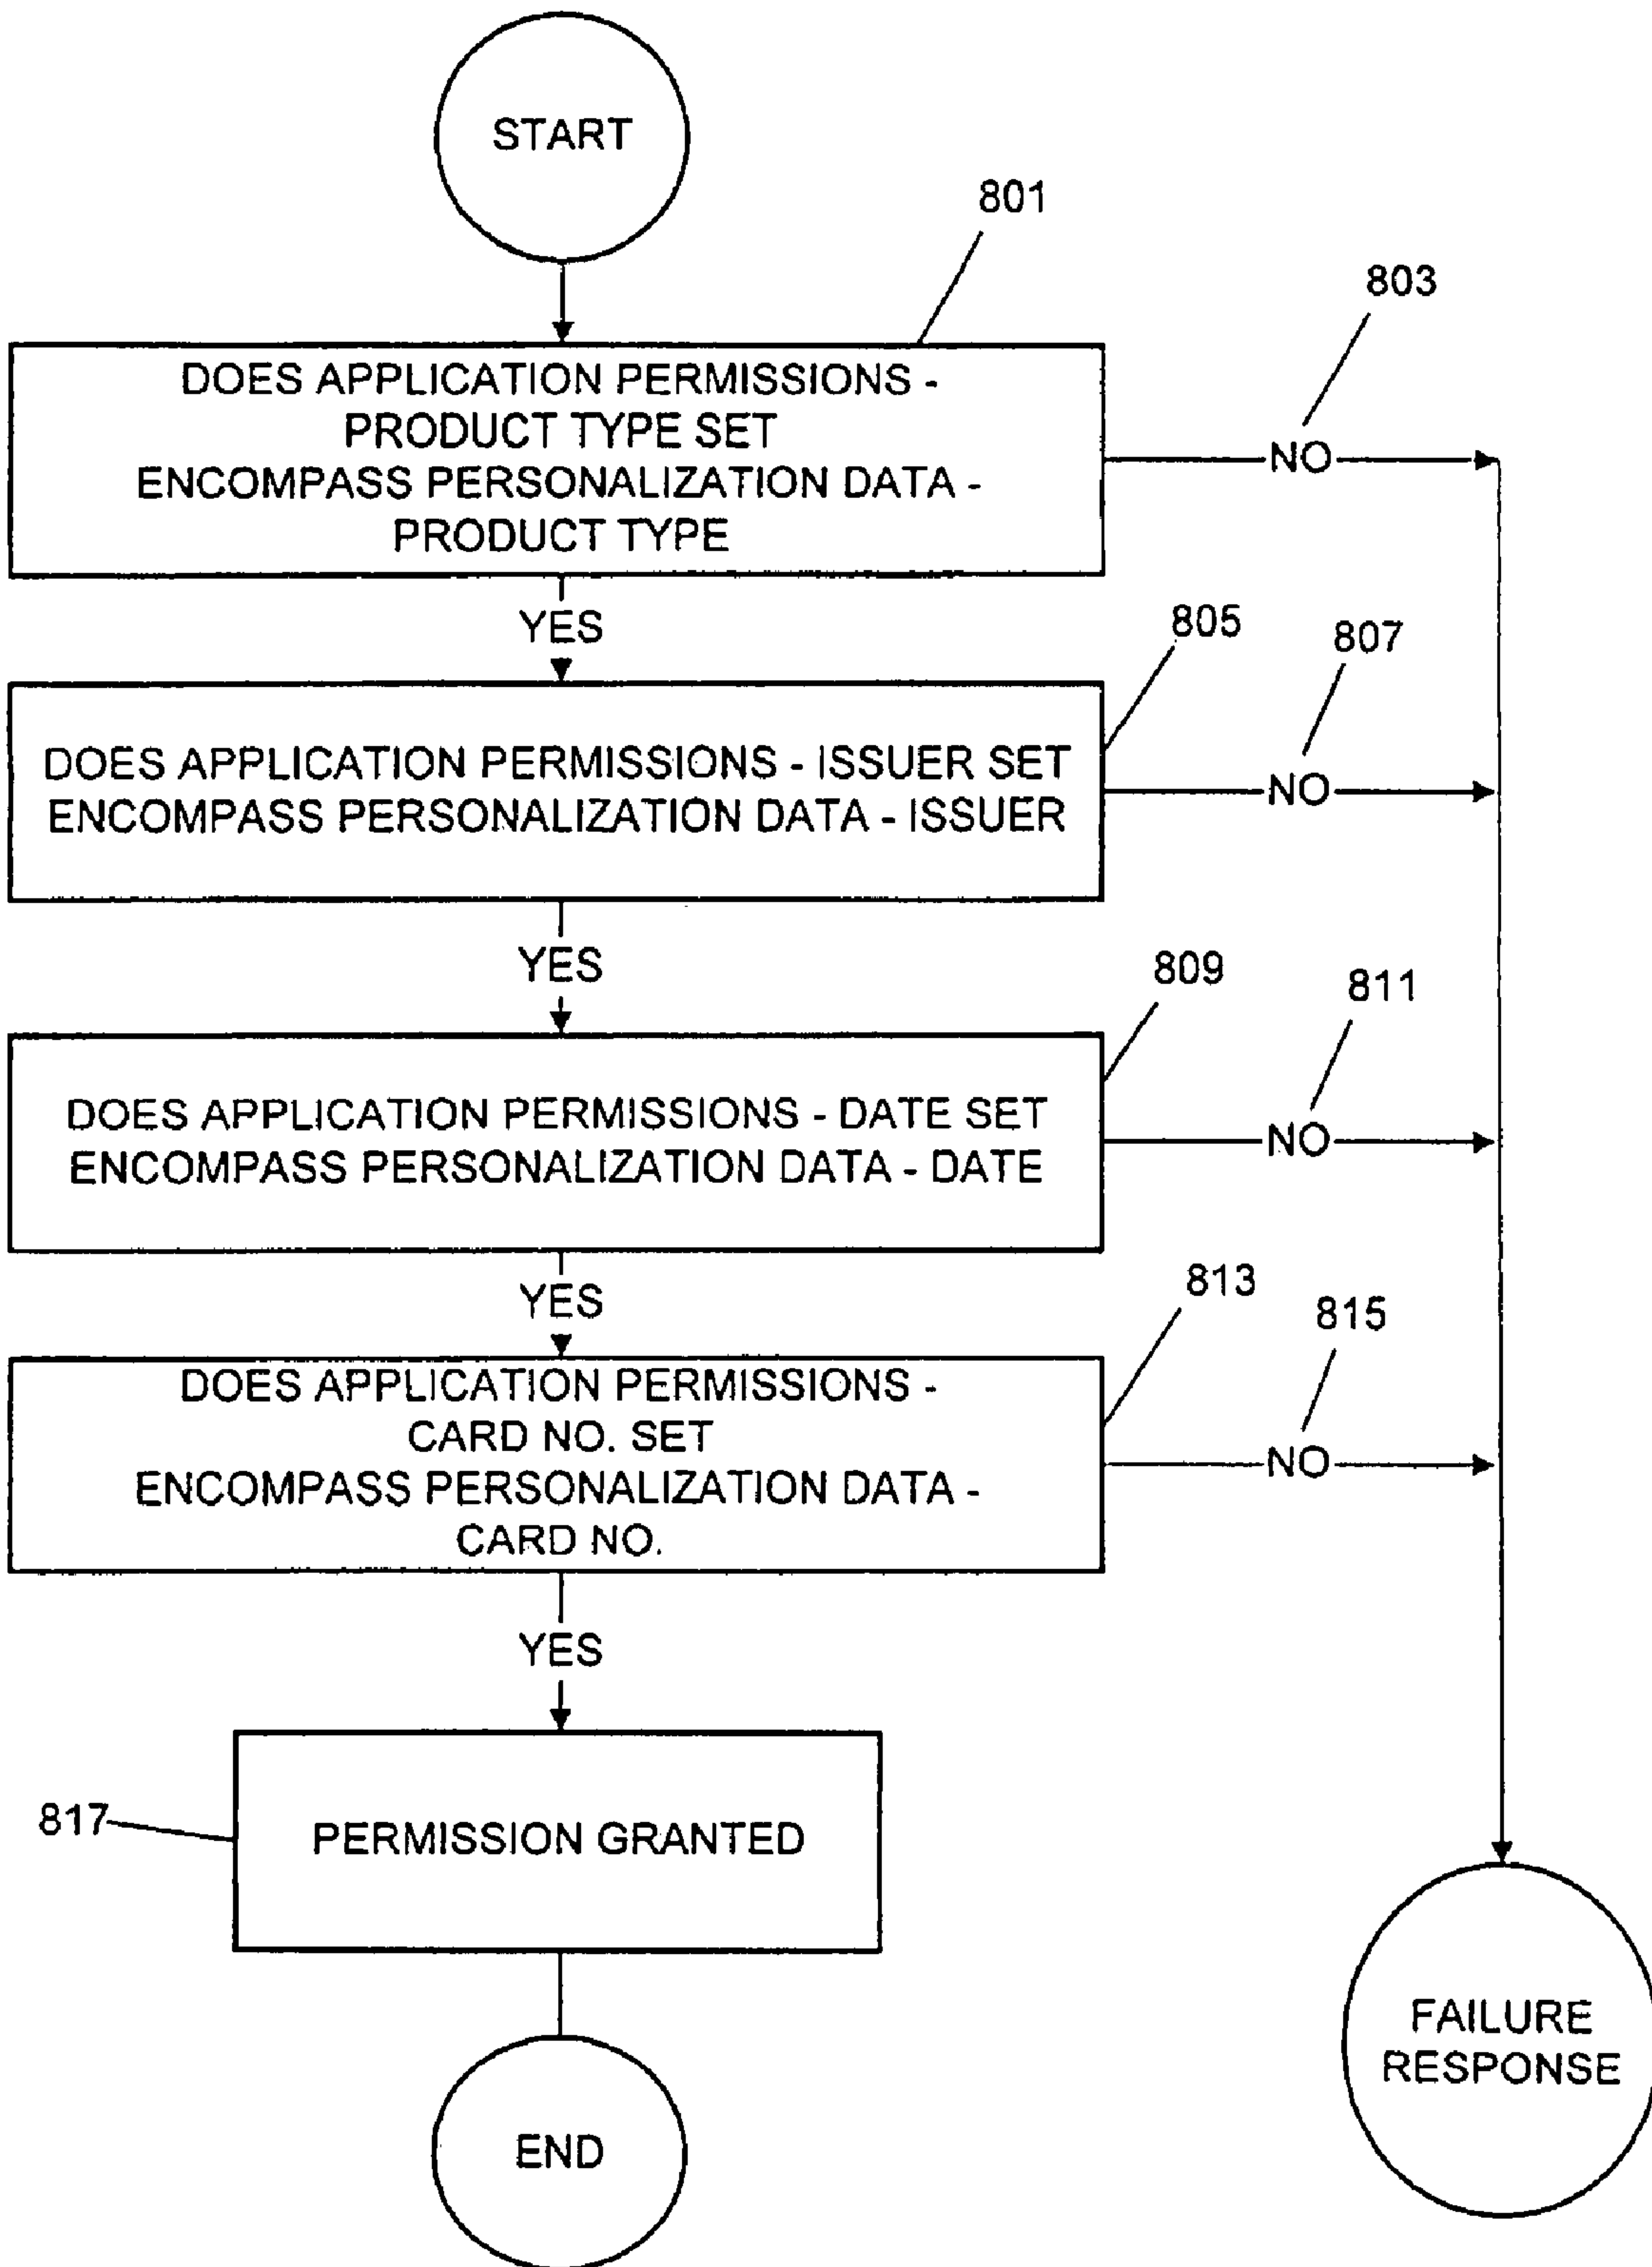 START
801
803
DOES APPLICATION PERMISSIONS -
PRODUCT TYPE SET
ENCOMPASS PERSONALIZATION DATA -
PRODUCT TYPE
NO
YES
805
807
DOES APPLICATION PERMISSIONS - ISSUER SET
ENCOMPASS PERSONALIZATION DATA - ISSUER
NO
YES
809
811
DOES APPLICATION PERMISSIONS - DATE SET
ENCOMPASS PERSONALIZATION DATA - DATE
NO
YES
813
815
DOES APPLICATION PERMISSIONS -
CARD NO. SET
ENCOMPASS PERSONALIZATION DATA -
CARD NO.
NO
YES
817
PERMISSION GRANTED
FAILURE
RESPONSE
END